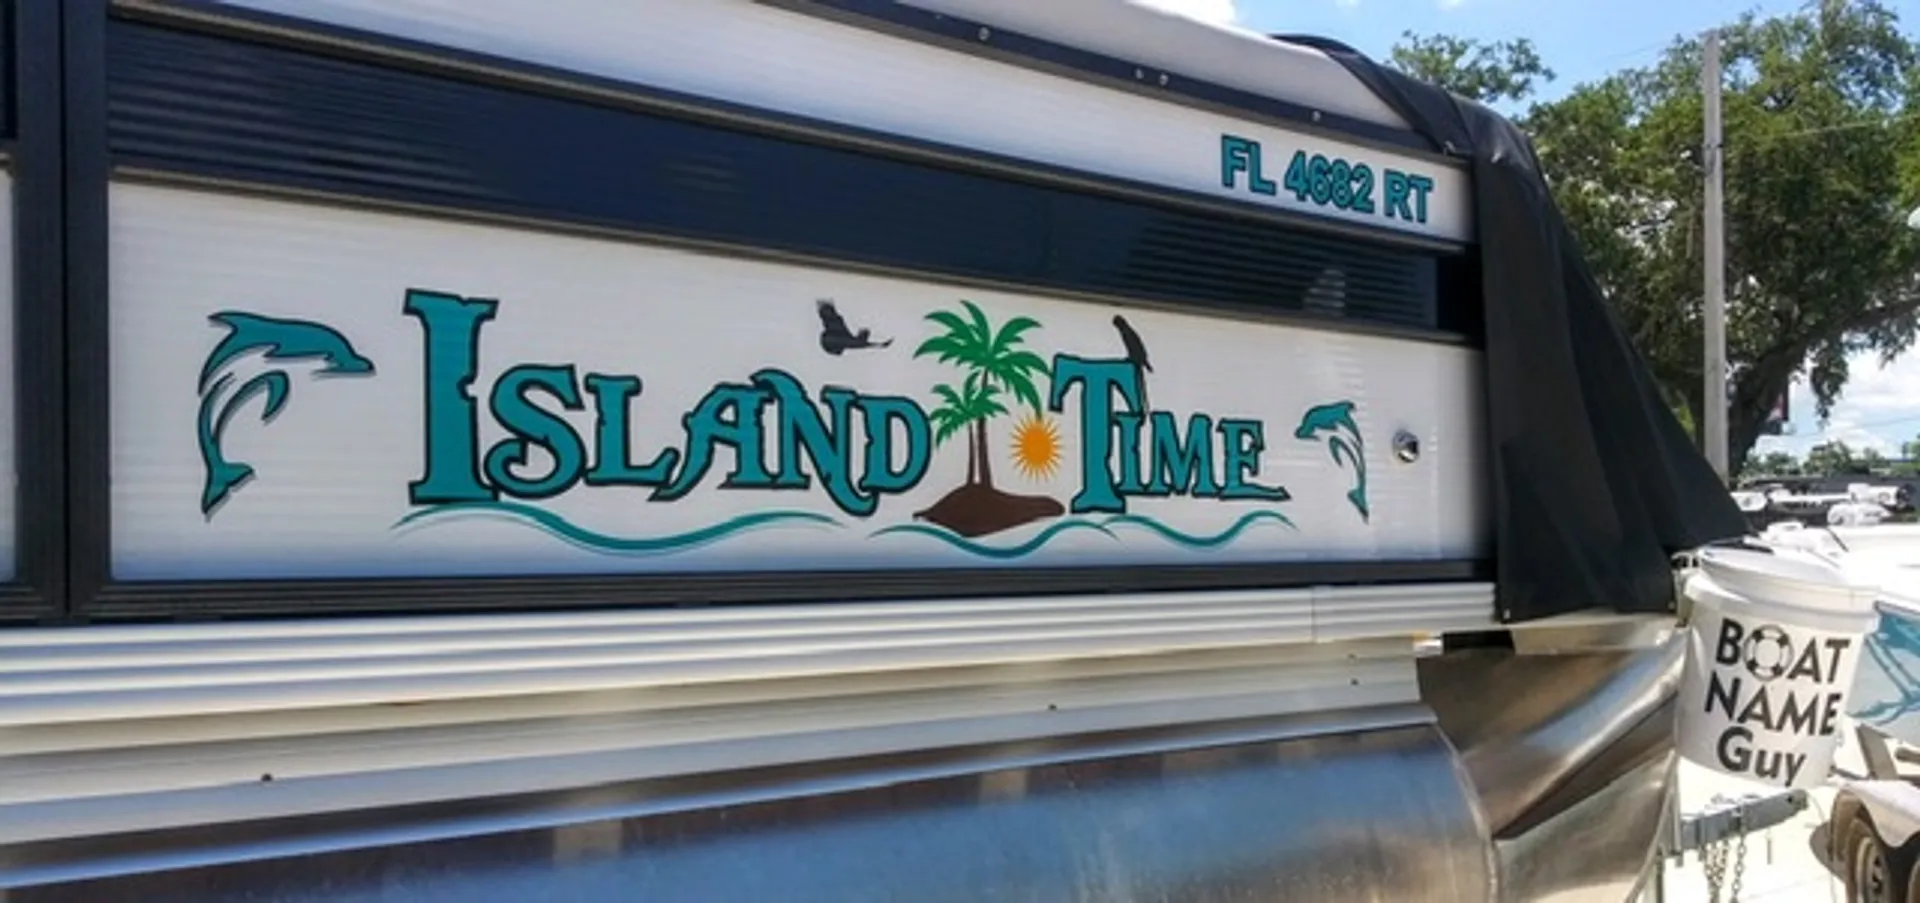 FL 4682 RT
ISLAND TIME
BOAT
NAME
Guy